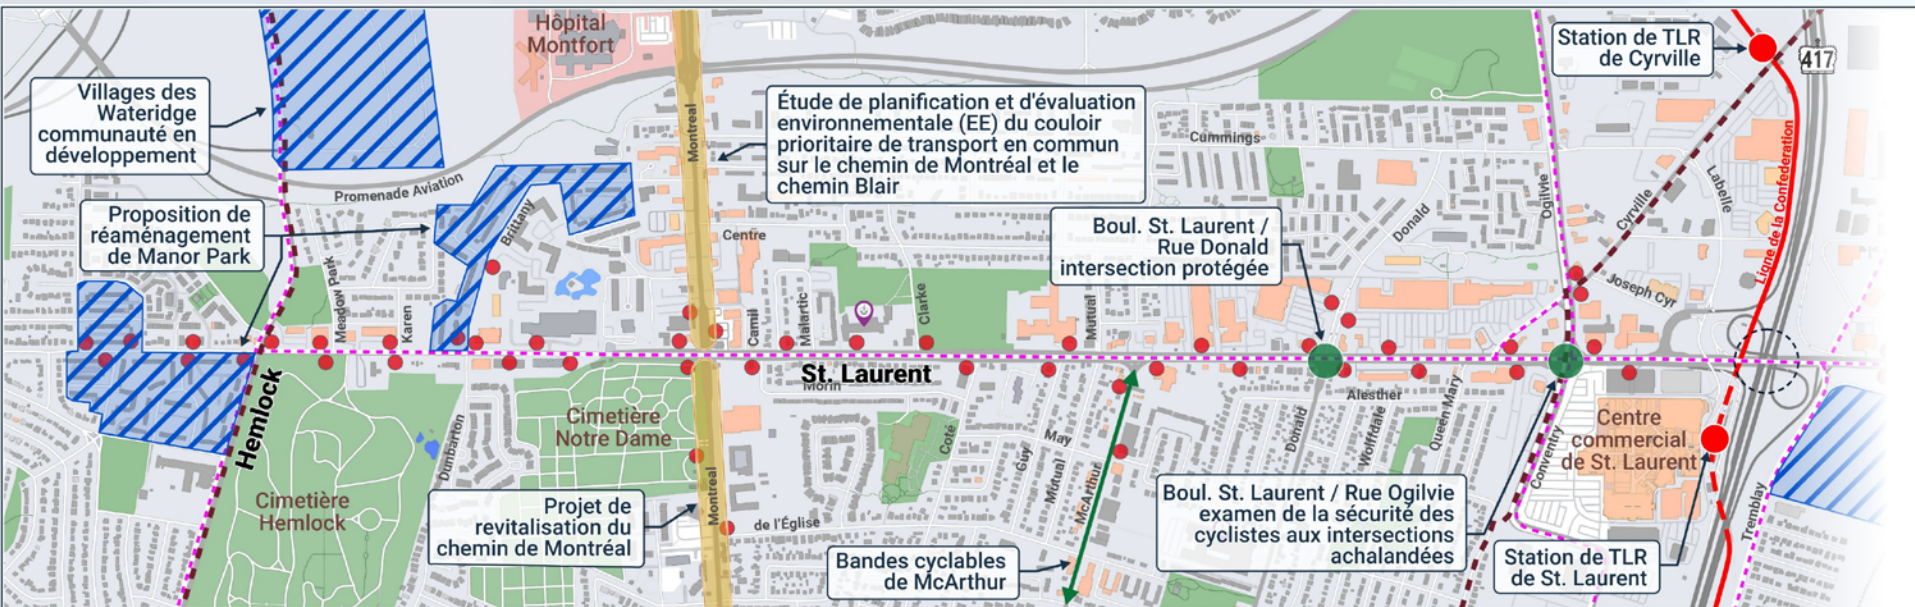 Hôpital
Montfort
Station de TLR
de Cyrville
417
Villages des
Wateridge
communauté en
développement
Montreal
Étude de planification et d'évaluation
environnementale (EE) du couloir
prioritaire de transport en commun
sur le chemin de Montréal et le
chemin Blair
Cummings
Ligne de la Confédération
Labelle
Ogilvie
Cyrville
Promenade Aviation
Proposition de
réaménagement
de Manor Park
Brittany
Centre
Boul. St. Laurent /
Rue Donald
intersection protégée
Donald
Joseph Cyr
Meadow Park
Karen
Camil
Malartic
Clarke
Mutual
St. Laurent
Morin
Hemlock
Alesther
Cimetière
Notre Dame
Dunbarton
Coté
May
Guy
Mutual
McArthur
Donald
Wolffdale
Queen Mary
Coventry
Centre
commercial
de St. Laurent
Cimetière
Hemlock
Projet de
revitalisation du
chemin de Montréal
Montreal
de l'Église
Bandes cyclables
de McArthur
Boul. St. Laurent / Rue Ogilvie
examen de la sécurité des
cyclistes aux intersections
achalandées
Station de TLR
de St. Laurent
Tremblay